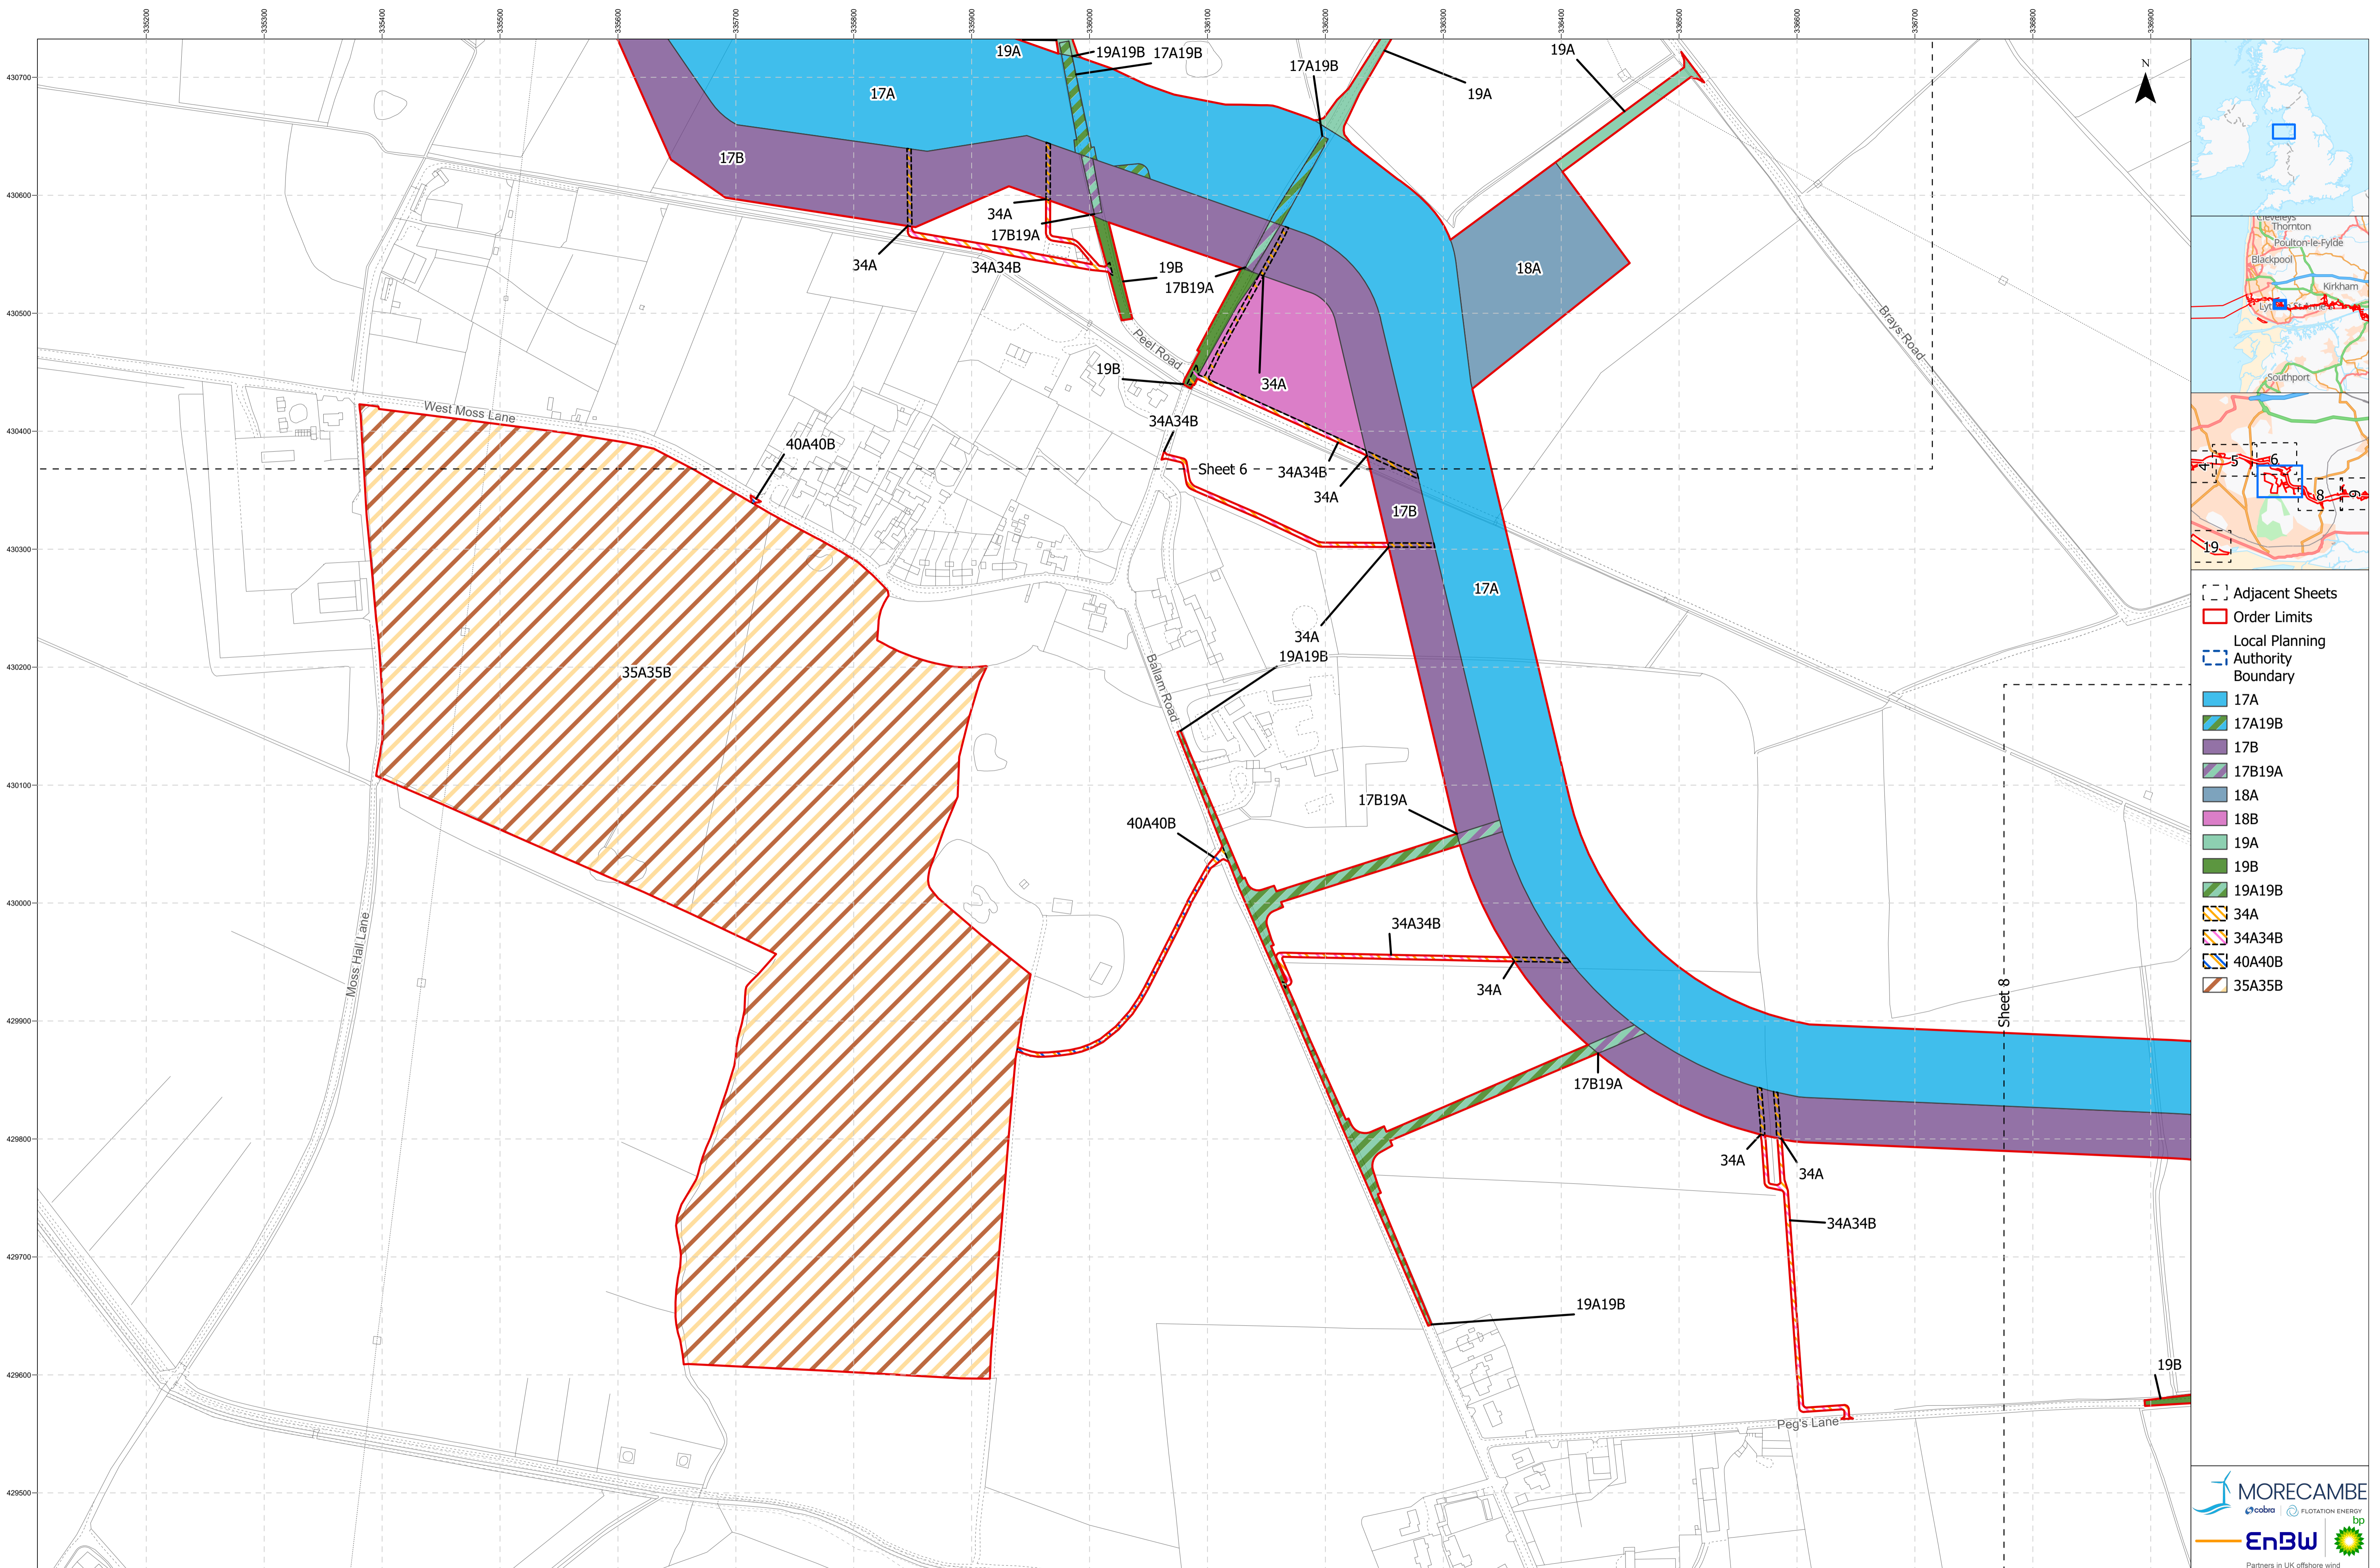 335200
335300
335400
335500
335600
335700
335800
335900
336000
336100
336200
336300
336400
336500
336600
336700
336800
336900
430700
430600
430500
430400
430300
430200
430100
430000
429900
429800
429700
429600
429500
19A
19A19B
17A19B
17A19B
19A
19A
17A
17B
34A
17B19A
34A
34A34B
19B
17B19A
18A
Peel Road
19B
34A
Brays Road
West Moss Lane
40A40B
34A34B
Sheet 6
34A34B
34A
17B
17A
34A
19A19B
35A35B
Ballam Road
17B19A
40A40B
34A34B
34A
Moss Hall Lane
Sheet 8
17B19A
34A
34A
34A34B
19A19B
19B
Peg's Lane
N
Cleveleys
Thornton
Poulton-le-Fylde
Blackpool
Kirkham
Southport
4
5
6
8
9
19
Adjacent Sheets
Order Limits
Local Planning
Authority
Boundary
17A
17A19B
17B
17B19A
18A
18B
19A
19B
19A19B
34A
34A34B
40A40B
35A35B
MORECAMBE
cobra
FLOTATION ENERGY
bp
EnBW
Partners in UK offshore wind